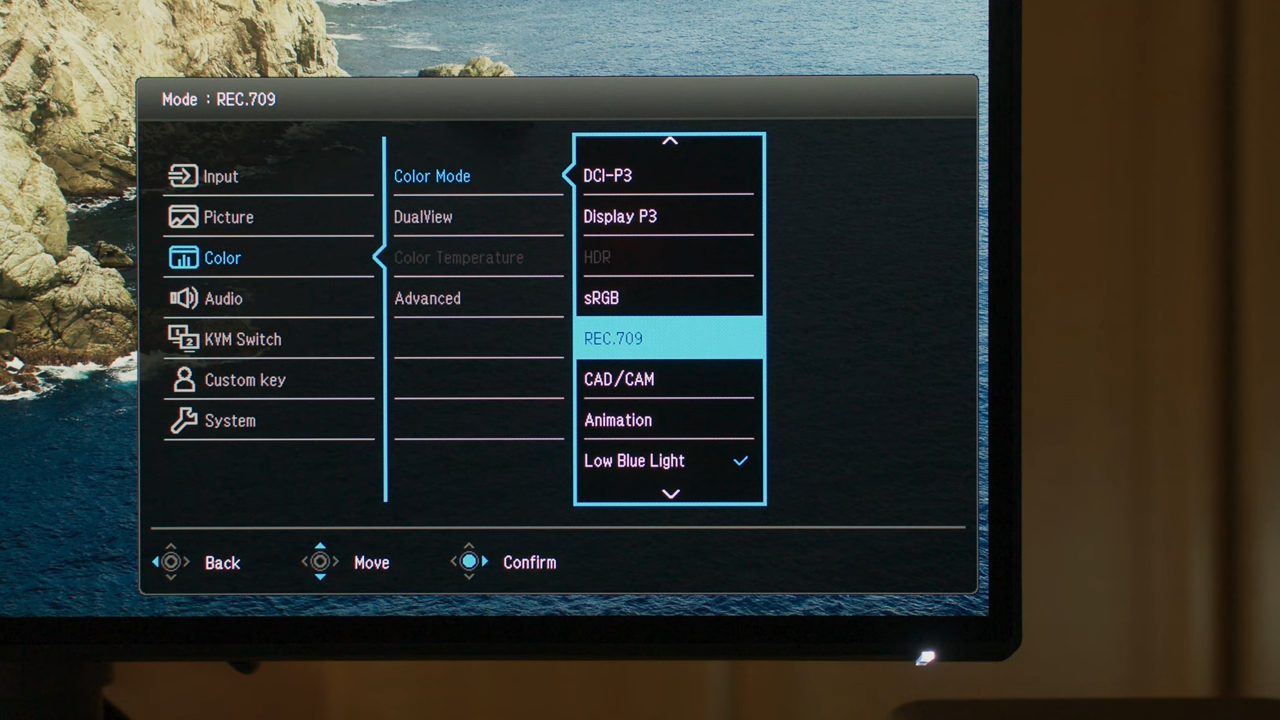 Mode : REC.709
Input
Picture
Color
Audio
KVM Switch
Custom key
System
Color Mode
DualView
Color Temperature
Advanced
DCI-P3
Display P3
HDR
sRGB
REC.709
CAD/CAM
Animation
Low Blue Light
Back
Move
Confirm